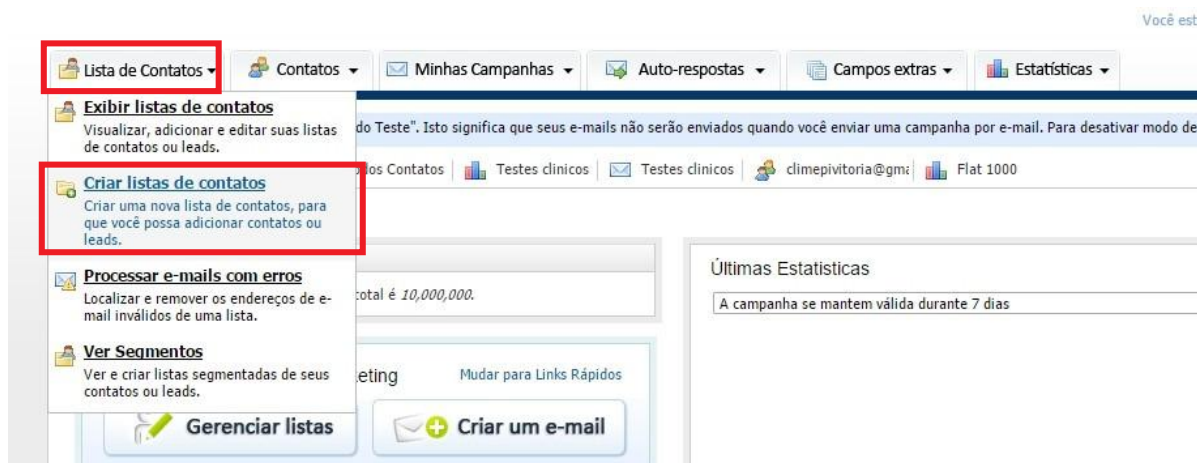 Você est
Lista de Contatos
Contatos
Minhas Campanhas
Auto-respostas
Campos extras
Estatísticas
Exibir listas de contatos
Visualizar, adicionar e editar suas listas
de contatos ou leads.
do Teste". Isto significa que seus e-mails não serão enviados quando você enviar uma campanha por e-mail. Para desativar modo de
Criar listas de contatos
Criar uma nova lista de contatos, para
que você possa adicionar contatos ou
leads.
dos Contatos
Testes clinicos
Testes clinicos
climepivitoria@gma
Flat 1000
Processar e-mails com erros
Localizar e remover os endereços de e-
mail inválidos de uma lista.
otal é 10,000,000.
Últimas Estatisticas
A campanha se mantem válida durante 7 dias
Ver Segmentos
Ver e criar listas segmentadas de seus
contatos ou leads.
eting
Mudar para Links Rápidos
Gerenciar listas
Criar um e-mail